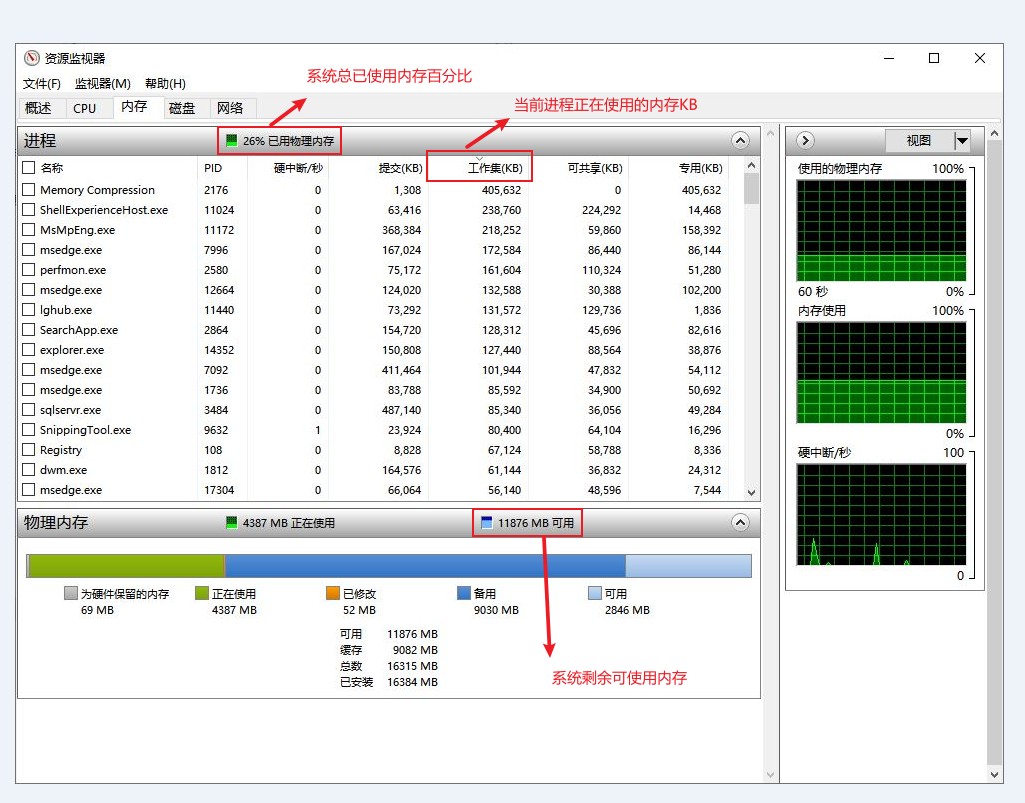 资源监视器
文件(F) 监视器(M) 帮助(H)
系统总已使用内存百分比
当前进程正在使用的内存KB
概述 CPU 内存 磁盘 网络
进程 26% 已用物理内存
名称 PID 硬中断/秒 提交(KB) 工作集(KB) 可共享(KB) 专用(KB)
Memory Compression 2176 0 1,308 405,632 0 405,632
ShellExperienceHost.exe 11024 0 63,416 238,760 224,292 14,468
MsMpEng.exe 11172 0 368,384 218,252 59,860 158,392
msedge.exe 7996 0 167,024 172,584 86,440 86,144
perfmon.exe 2580 0 75,172 161,604 110,324 51,280
msedge.exe 12664 0 124,020 132,588 30,388 102,200
lghub.exe 11440 0 73,292 131,572 129,736 1,836
SearchApp.exe 2864 0 154,720 128,312 45,696 82,616
explorer.exe 14352 0 150,808 127,440 88,564 38,876
msedge.exe 7092 0 411,464 101,944 47,832 54,112
msedge.exe 1736 0 83,788 85,592 34,900 50,692
sqlservr.exe 3484 0 487,140 85,340 36,056 49,284
SnippingTool.exe 9632 1 23,924 80,400 64,104 16,296
Registry 108 0 8,828 67,124 58,788 8,336
dwm.exe 1812 0 164,576 61,144 36,832 24,312
msedge.exe 17304 0 66,064 56,140 48,596 7,544
物理内存 4387 MB 正在使用 11876 MB 可用
为硬件保留的内存 正在使用 已修改 备用 可用
69 MB 4387 MB 52 MB 9030 MB 2846 MB
可用 11876 MB
缓存 9082 MB
总数 16315 MB
已安装 16384 MB
系统剩余可使用内存
视图
使用的物理内存 100%
60 秒 0%
内存使用 100%
0%
硬中断/秒 100
0